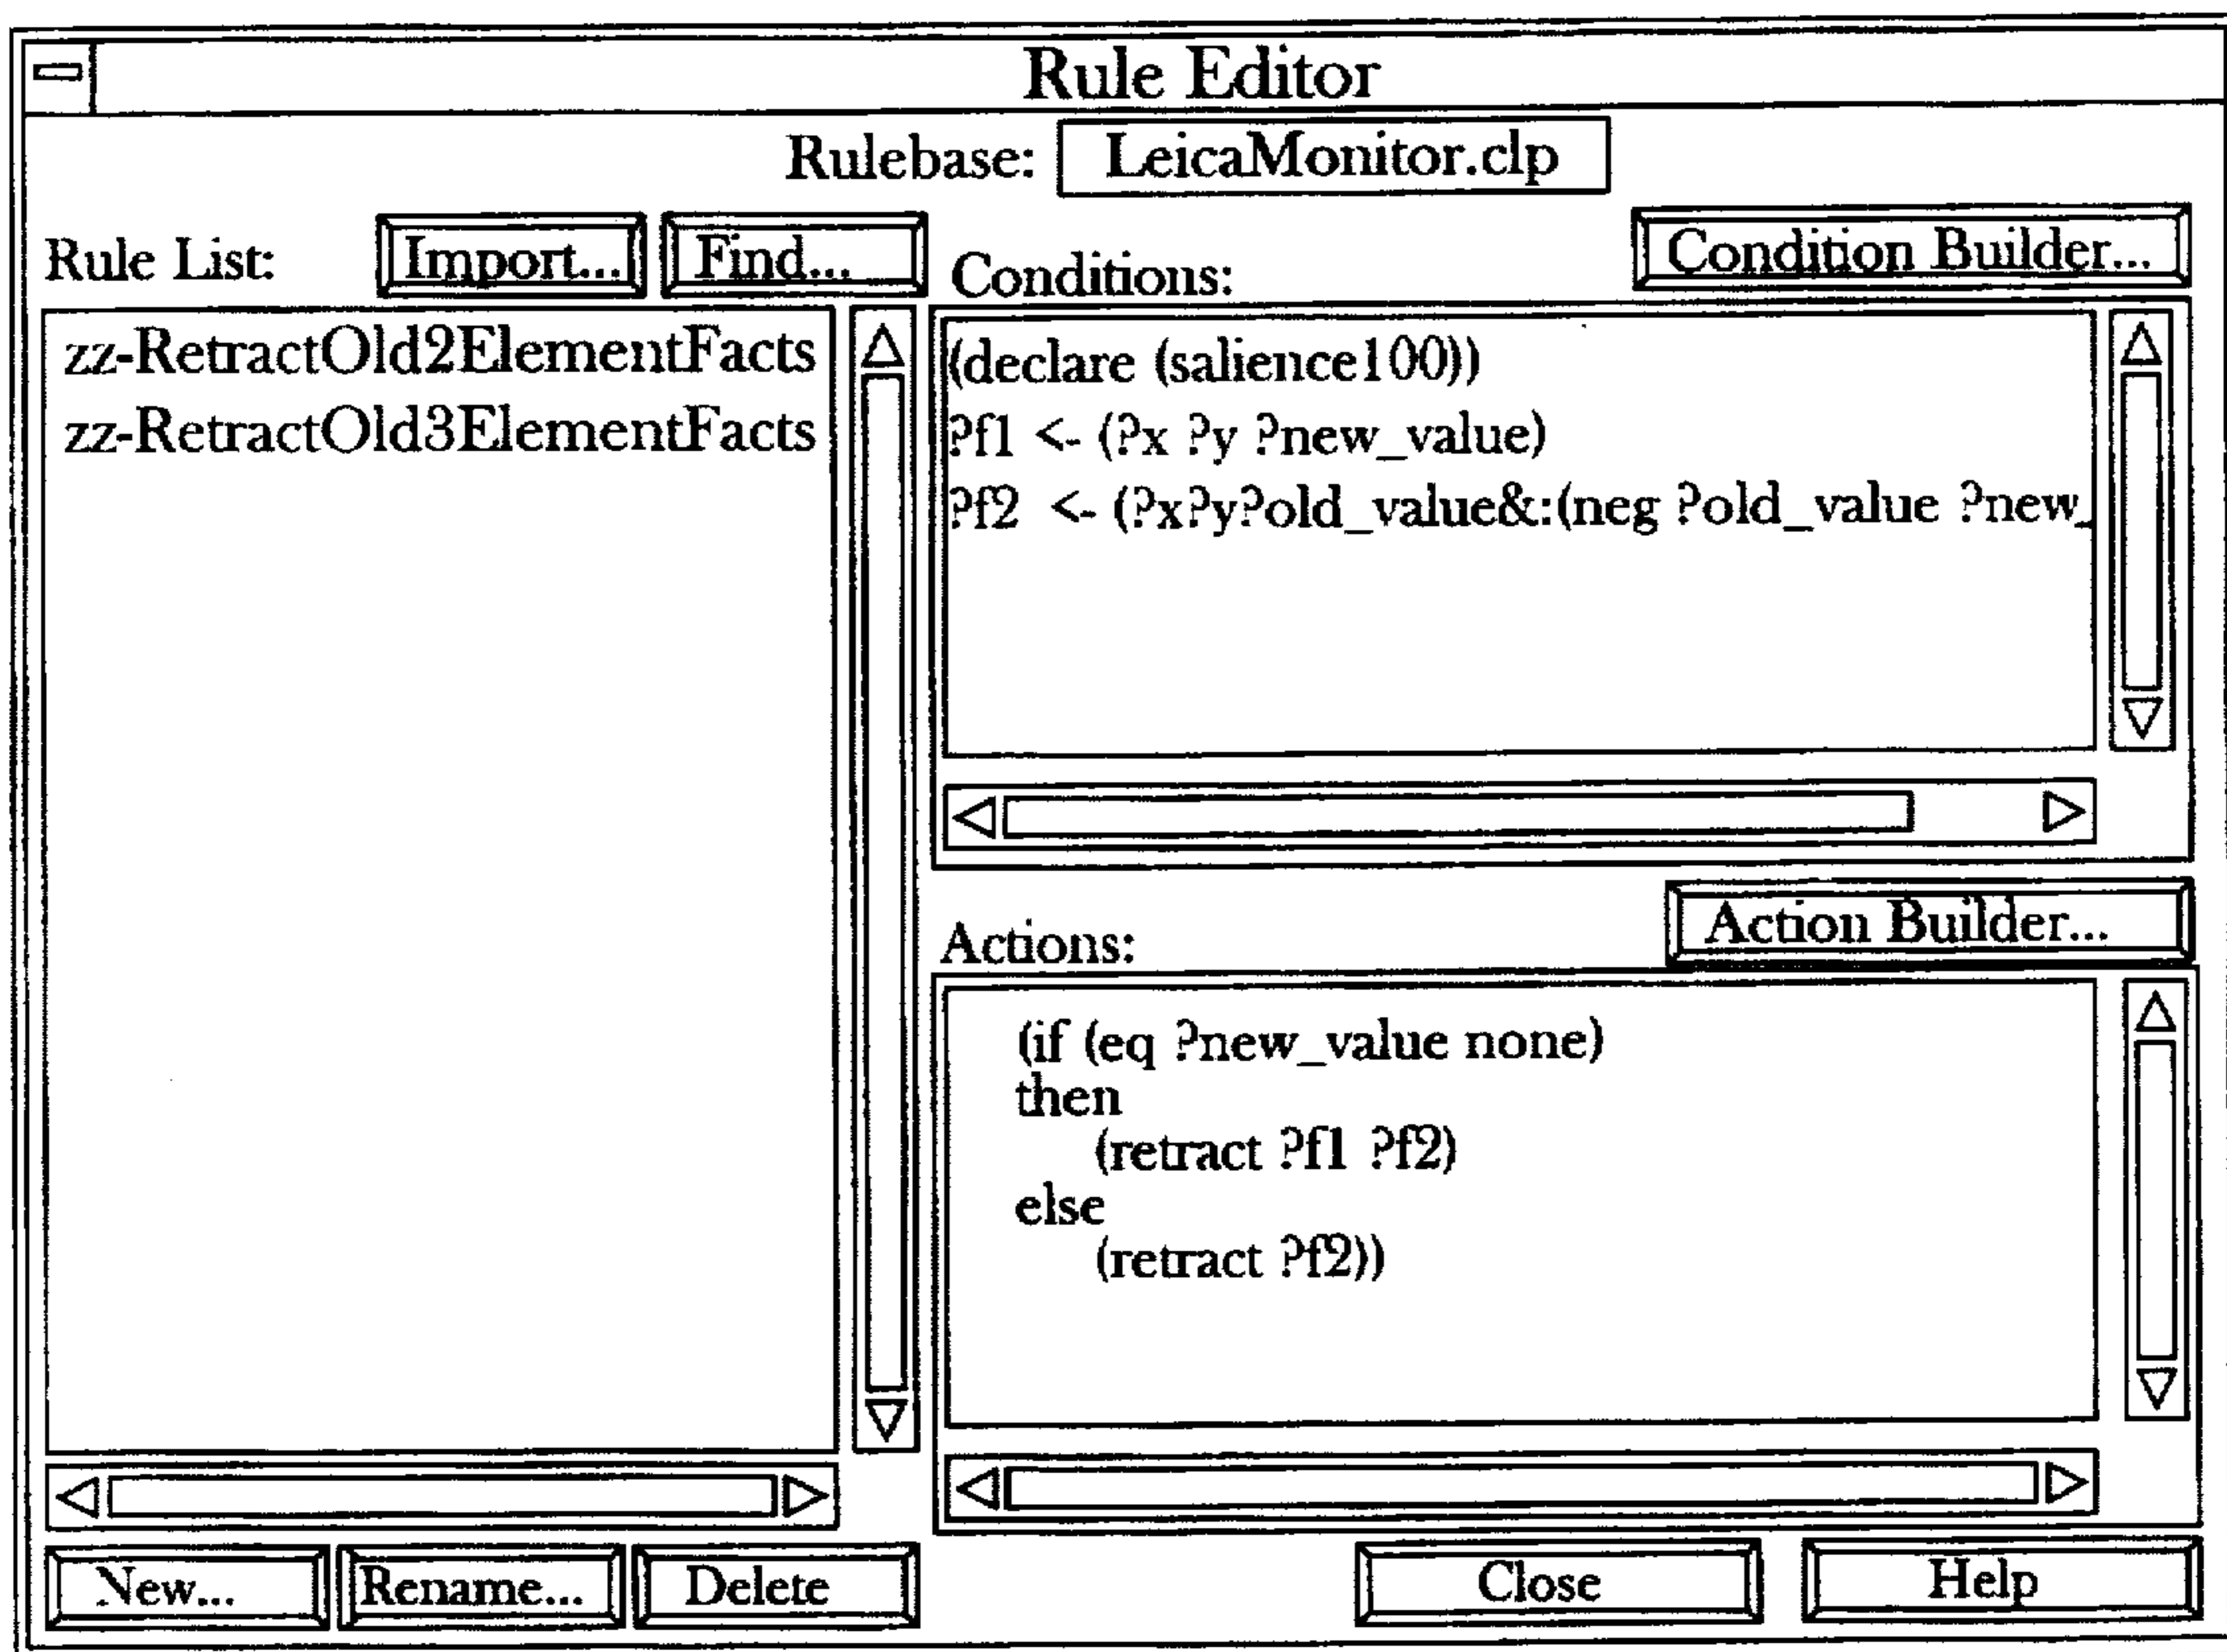 Rule Editor
Rulebase: LeicaMonitor.clp
Rule List: Import... Find...
zz-RetractOld2ElementFacts
zz-RetractOld3ElementFacts
Conditions: Condition Builder...
(declare (salience100))
?f1 <- (?x ?y ?new_value)
?f2 <- (?x?y?old_value&:(neg ?old_value ?new_
Actions: Action Builder...
(if (eq ?new_value none)
then
(retract ?f1 ?f2)
else
(retract ?f2))
New... Rename... Delete Close Help